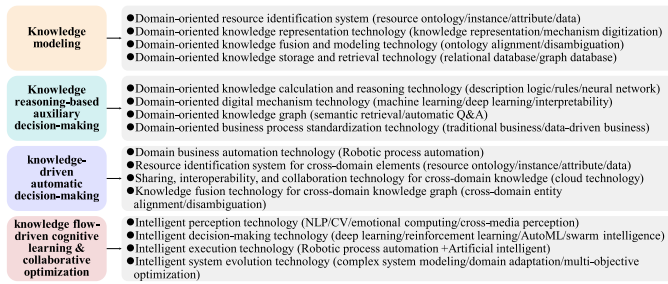 Knowledge
modeling
●Domain-oriented resource identification system (resource ontology/instance/attribute/data)
●Domain-oriented knowledge representation technology (knowledge representation/mechanism digitization)
●Domain-oriented knowledge fusion and modeling technology (ontology alignment/disambiguation)
●Domain-oriented knowledge storage and retrieval technology (relational database/graph database)
Knowledge
reasoning-based
auxiliary
decision-making
●Domain-oriented knowledge calculation and reasoning technology (description logic/rules/neural network)
●Domain-oriented digital mechanism technology (machine learning/deep learning/interpretability)
●Domain-oriented knowledge graph (semantic retrieval/automatic Q&A)
●Domain-oriented business process standardization technology (traditional business/data-driven business)
knowledge-
driven
automatic
decision-making
●Domain business automation technology (Robotic process automation)
●Resource identification system for cross-domain elements (resource ontology/instance/attribute/data)
●Sharing, interoperability, and collaboration technology for cross-domain knowledge (cloud technology)
●Knowledge fusion technology for cross-domain knowledge graph (cross-domain entity
alignment/disambiguation)
knowledge flow-
driven cognitive
learning &
collaborative
optimization
●Intelligent perception technology (NLP/CV/emotional computing/cross-media perception)
●Intelligent decision-making technology (deep learning/reinforcement learning/AutoML/swarm intelligence)
●Intelligent execution technology (Robotic process automation +Artificial intelligent)
●Intelligent system evolution technology (complex system modeling/domain adaptation/multi-objective
optimization)